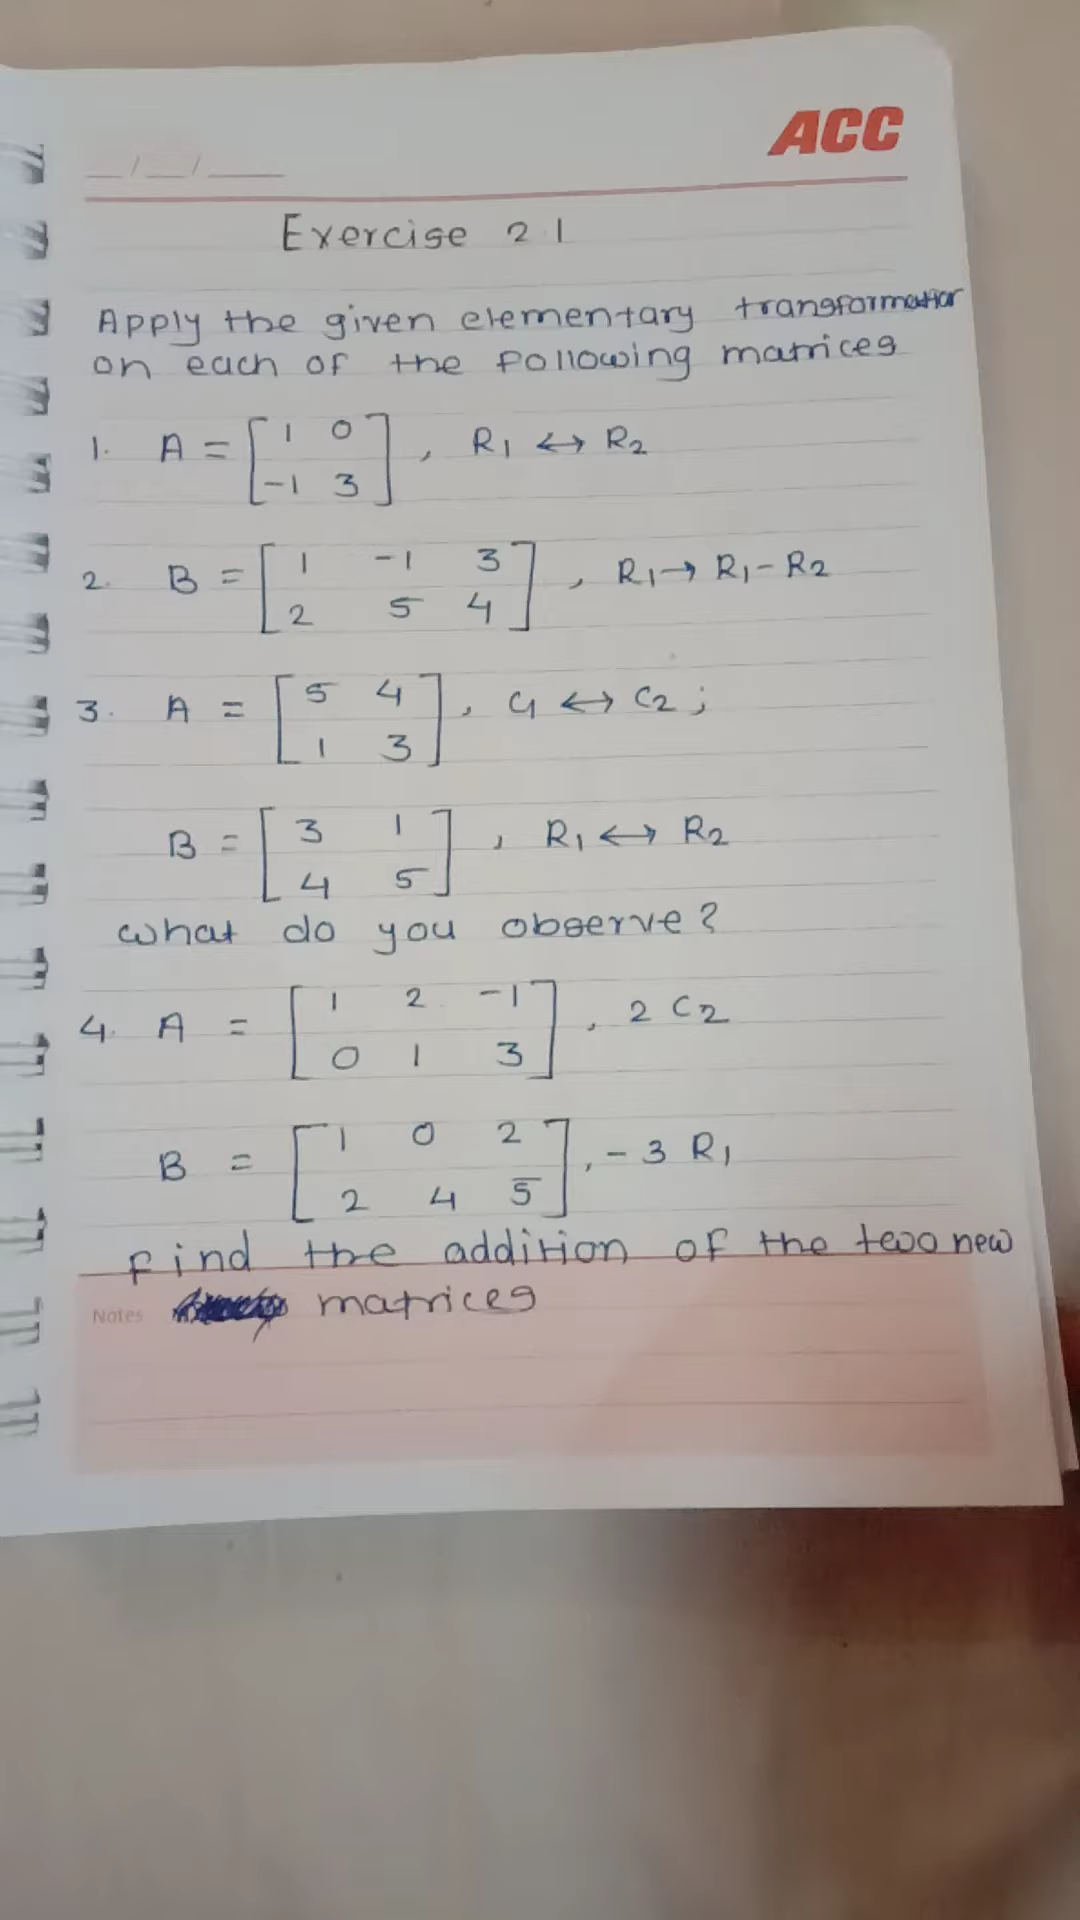 ACC
__/__/____
Exercise 2 1
Apply the given elementary transformation
on each of the following matrices
1. A = [ 1 0 ; -1 3 ] , R1 ↔ R2
2. B = [ 1 -1 3 ; 2 5 4 ] , R1 → R1 - R2
3. A = [ 5 4 ; 1 3 ] , C1 ↔ C2 ;
B = [ 3 1 ; 4 5 ] , R1 ↔ R2
what do you observe?
4. A = [ 1 2 -1 ; 0 1 3 ] , 2 C2
B = [ 1 0 2 ; 2 4 5 ] , - 3 R1
Find the addition of the two new
Notes matrices